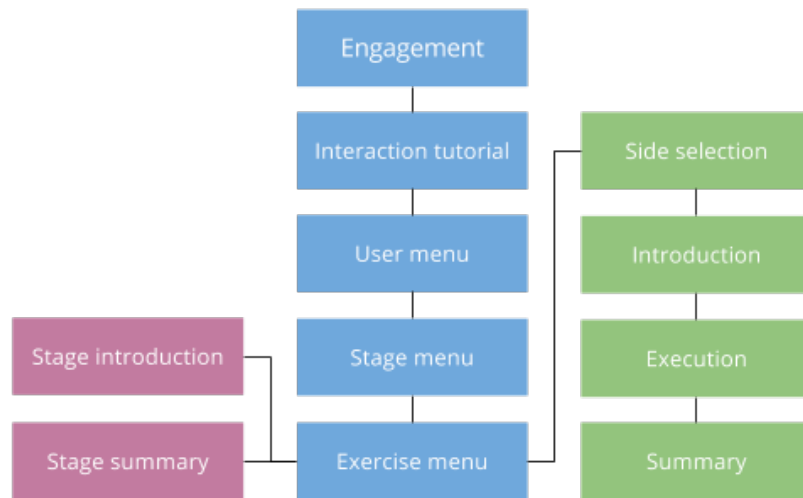 Engagement
Interaction tutorial
Side selection
User menu
Introduction
Stage introduction
Stage menu
Execution
Stage summary
Exercise menu
Summary